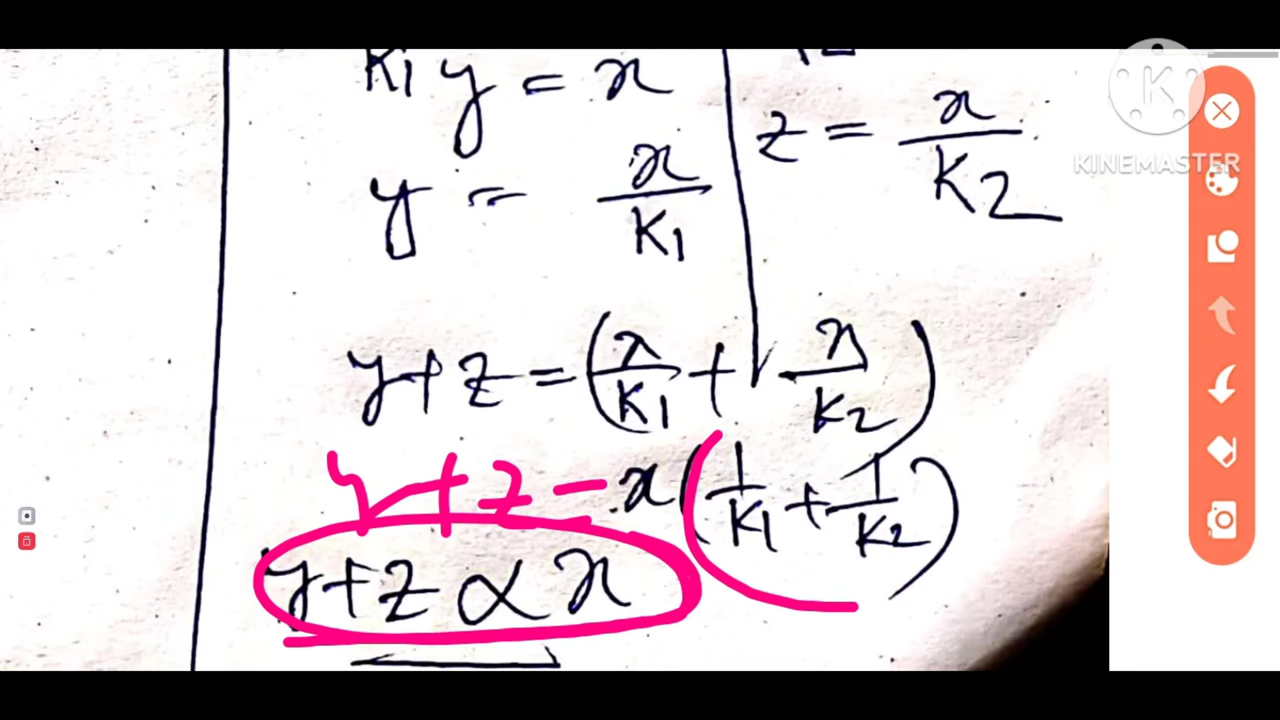 K1 y = x
y = x/K1
z = x/K2
y+z = (x/K1 + x/K2)
y+z = x(1/K1 + 1/K2)
y+z ∝ x
KINEMASTER